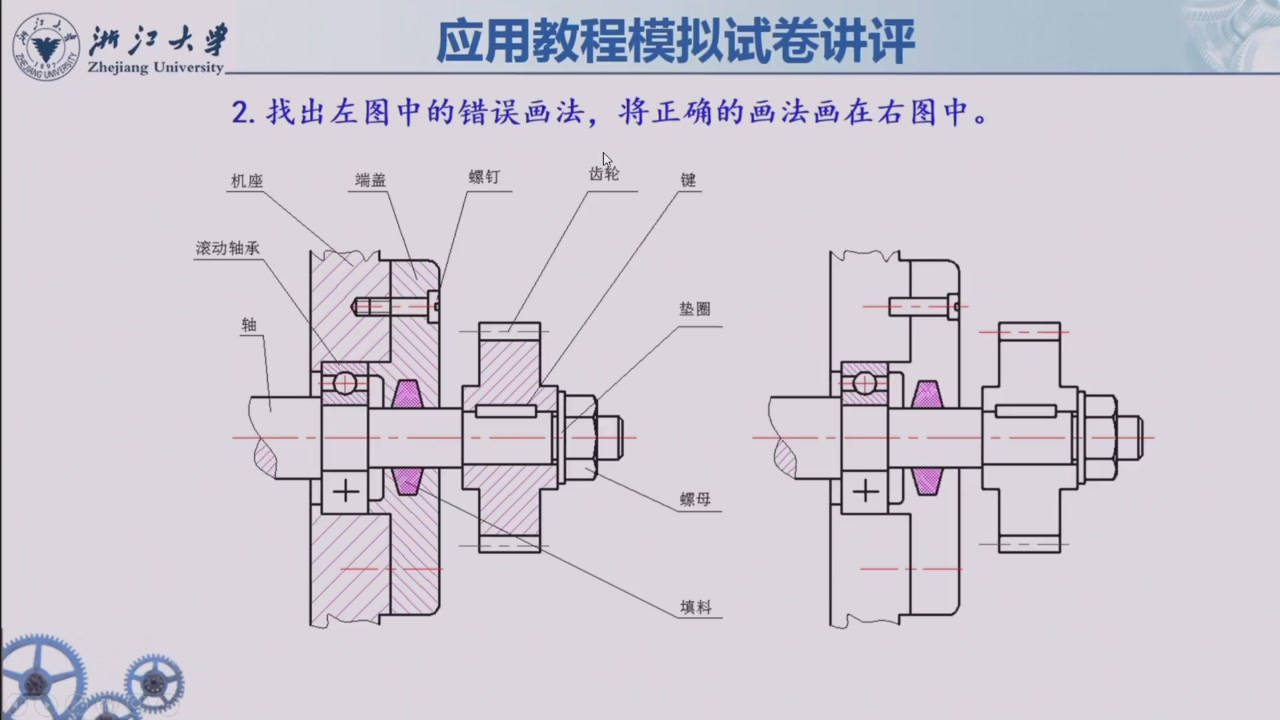 应用教程模拟试卷讲评
浙江大学
Zhejiang University
1897
ZHEJIANG UNIVERSITY
2. 找出左图中的错误画法，将正确的画法画在右图中。
机座
端盖
螺钉
齿轮
键
滚动轴承
轴
垫圈
螺母
填料